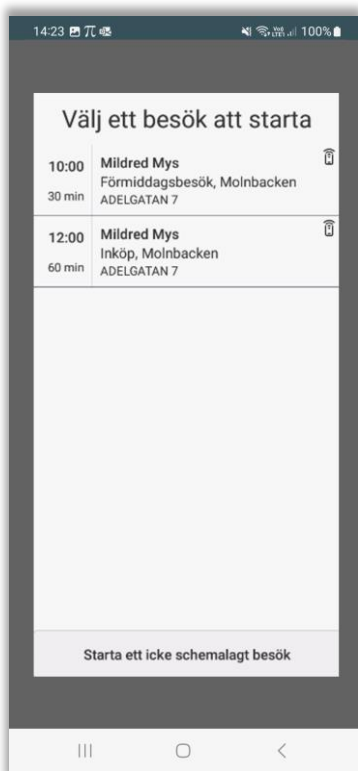 14:23 π 100%
Välj ett besök att starta
10:00 Mildred Mys
Förmiddagsbesök, Molnbacken
30 min ADELGATAN 7
12:00 Mildred Mys
Inköp, Molnbacken
60 min ADELGATAN 7
Starta ett icke schemalagt besök